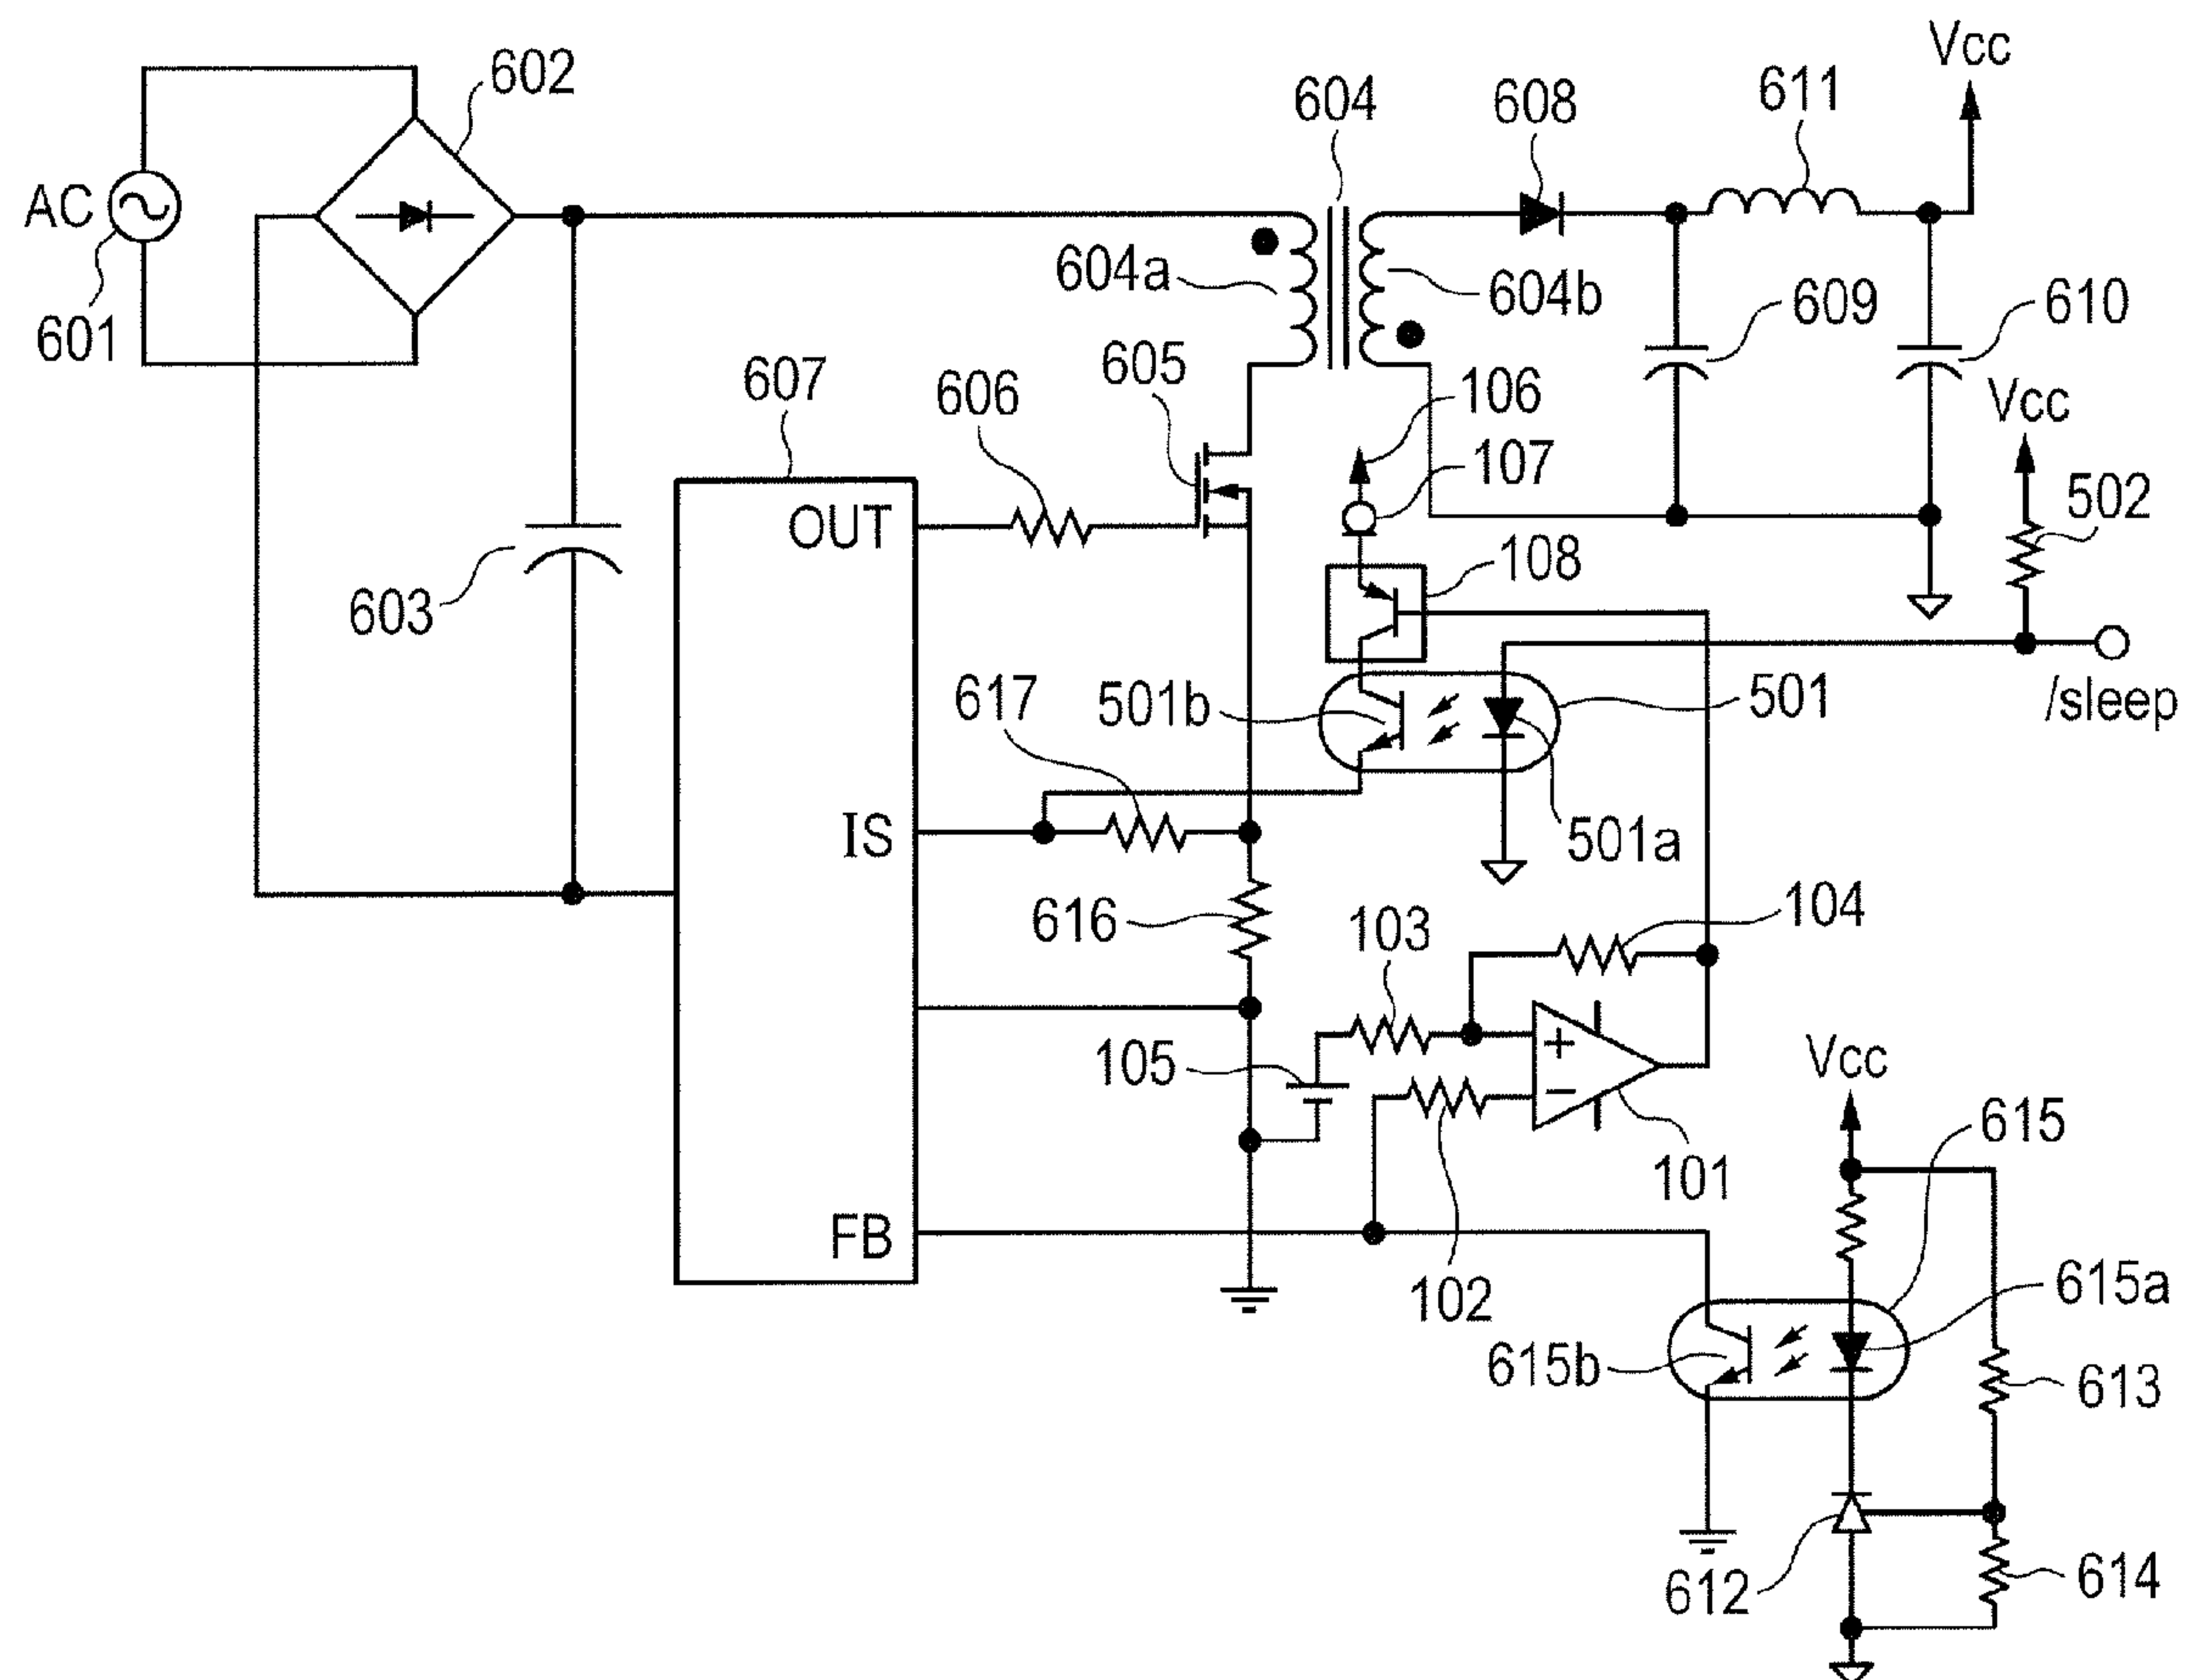 Vcc
602
604
608
611
AC
604a
604b
609
610
601
605
106
Vcc
607
606
107
502
OUT
108
603
617
501b
501
/sleep
IS
501a
616
103
104
105
Vcc
615
101
FB
102
615a
615b
613
612
614
+
−